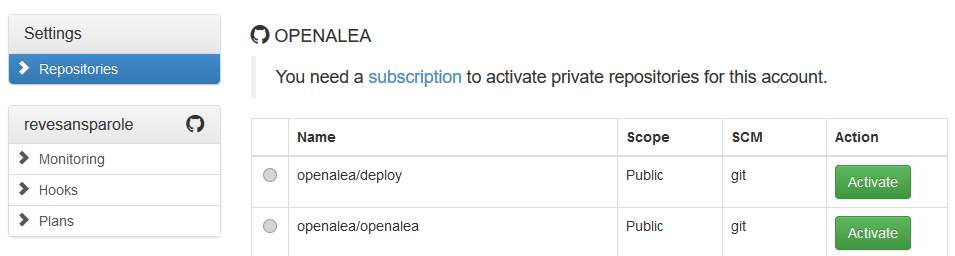 Settings
Repositories
revesansparole
Monitoring
Hooks
Plans
OPENALEA
You need a subscription to activate private repositories for this account.
Name Scope SCM Action
openalea/deploy Public git Activate
openalea/openalea Public git Activate